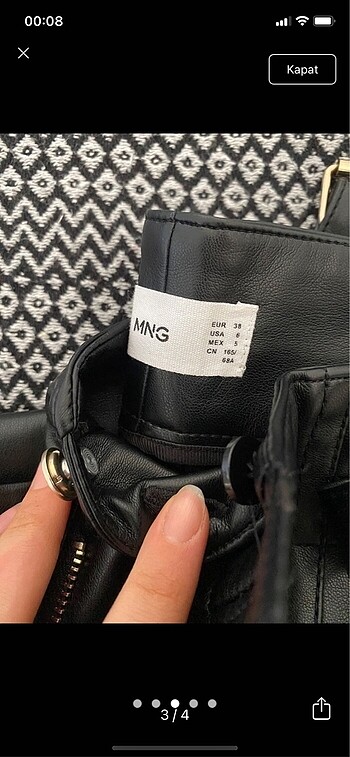 00:08
Kapat
MNG
EUR 38
USA 6
MEX 5
CN 165/
68A
3/4